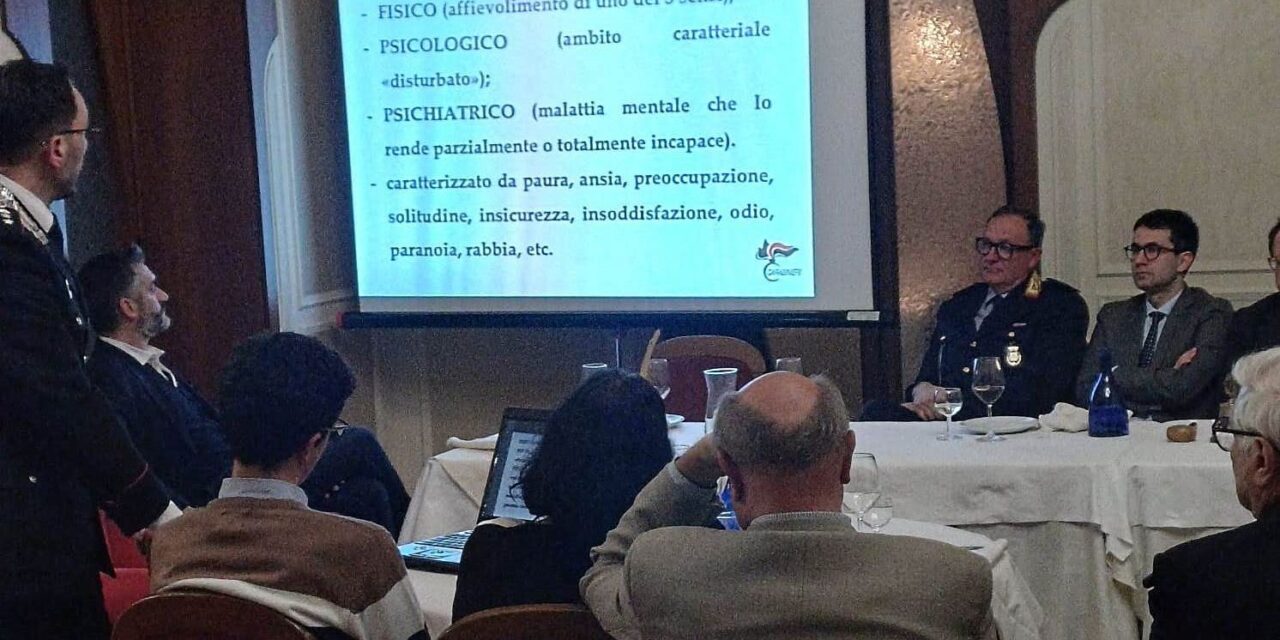 - FISICO (affievolimento di uno dei 5 sensi);
- PSICOLOGICO (ambito caratteriale
«disturbato»);
- PSICHIATRICO (malattia mentale che lo
rende parzialmente o totalmente incapace).
- caratterizzato da paura, ansia, preoccupazione,
solitudine, insicurezza, insoddisfazione, odio,
paranoia, rabbia, etc.
CARABINIERI